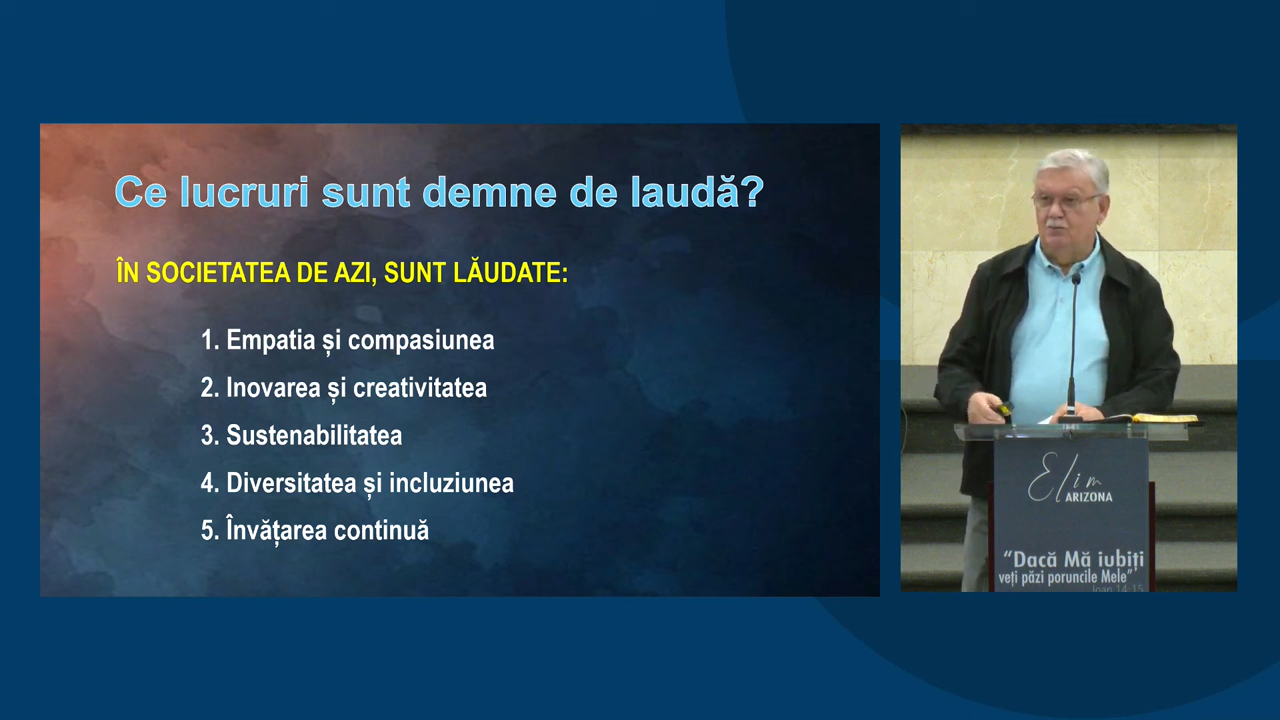 Ce lucruri sunt demne de laudă?
ÎN SOCIETATEA DE AZI, SUNT LĂUDATE:
1. Empatia și compasiunea
2. Inovarea și creativitatea
3. Sustenabilitatea
4. Diversitatea și incluziunea
5. Învățarea continuă
Elim
ARIZONA
“Dacă Mă iubiți
veți păzi poruncile Mele”
Ioan 14:15